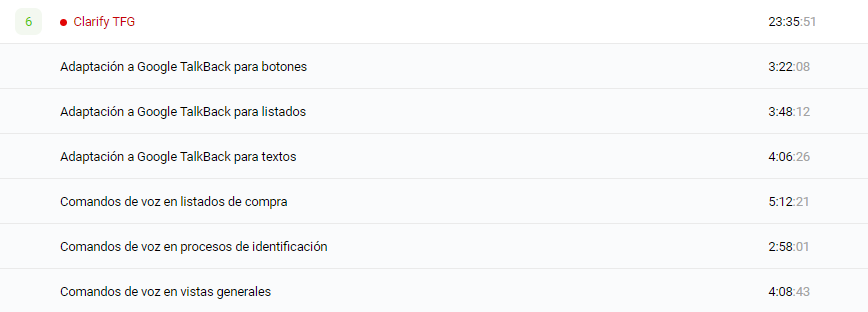 6 Clarify TFG 23:35:51
Adaptación a Google TalkBack para botones 3:22:08
Adaptación a Google TalkBack para listados 3:48:12
Adaptación a Google TalkBack para textos 4:06:26
Comandos de voz en listados de compra 5:12:21
Comandos de voz en procesos de identificación 2:58:01
Comandos de voz en vistas generales 4:08:43